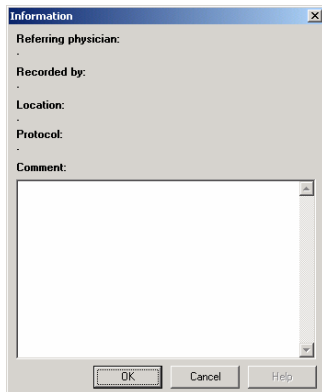 Information
Referring physician:
.
Recorded by:
.
Location:
.
Protocol:
.
Comment:
OK Cancel Help